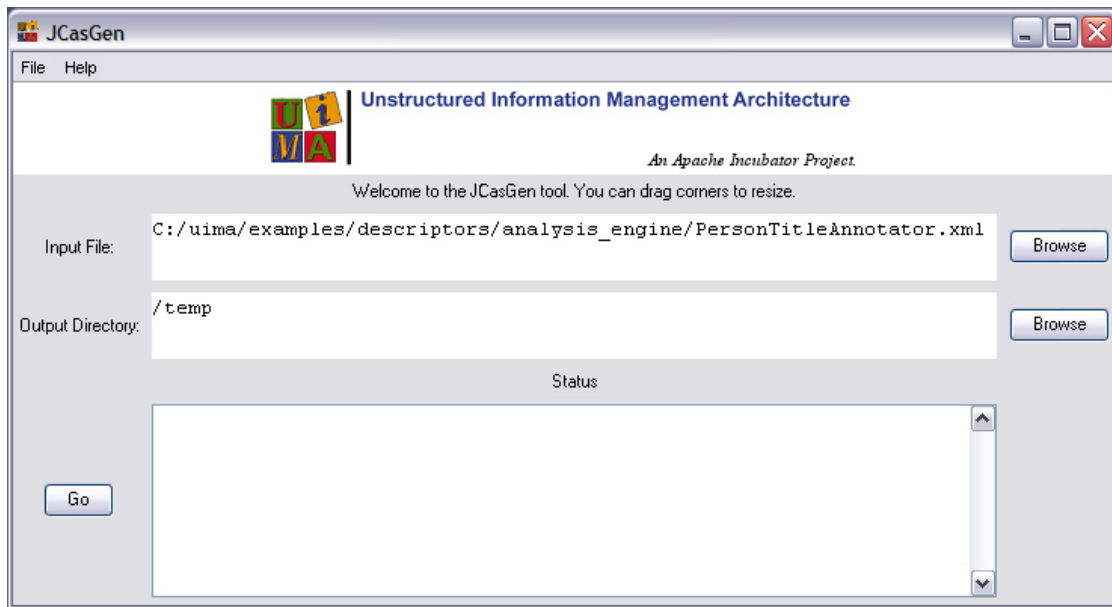 JCasGen
File Help
UiMA
Unstructured Information Management Architecture
An Apache Incubator Project.
Welcome to the JCasGen tool. You can drag corners to resize.
Input File: C:/uima/examples/descriptors/analysis_engine/PersonTitleAnnotator.xml Browse
Output Directory: /temp Browse
Status
Go